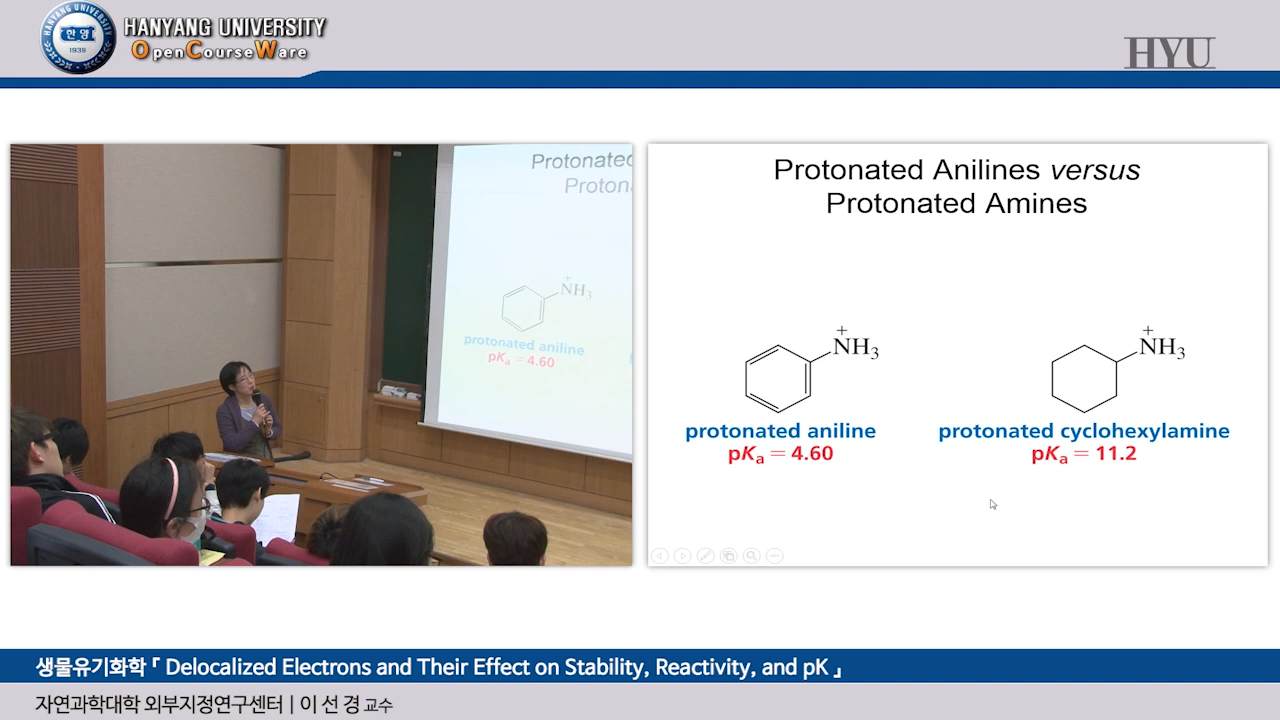 HANYANG UNIVERSITY
OpenCourseWare
한양
1939
HYU
Protonated
Proton
+
NH3
protonated aniline
pKa = 4.60
Protonated Anilines versus
Protonated Amines
+
NH3
+
NH3
protonated aniline
pKa = 4.60
protonated cyclohexylamine
pKa = 11.2
생물유기화학「 Delocalized Electrons and Their Effect on Stability, Reactivity, and pK 」
자연과학대학 외부지정연구센터 | 이 선 경 교수